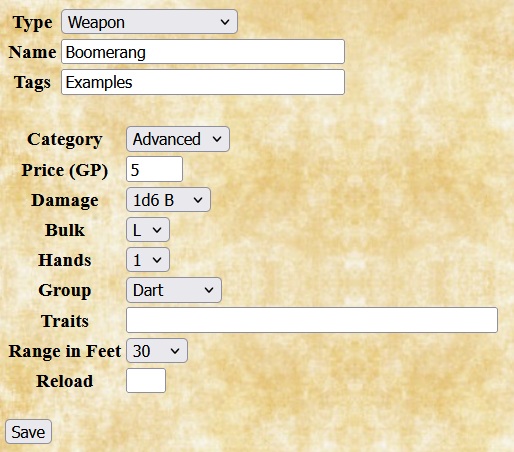 Type Weapon
Name Boomerang
Tags Examples
Category Advanced
Price (GP) 5
Damage 1d6 B
Bulk L
Hands 1
Group Dart
Traits
Range in Feet 30
Reload
Save